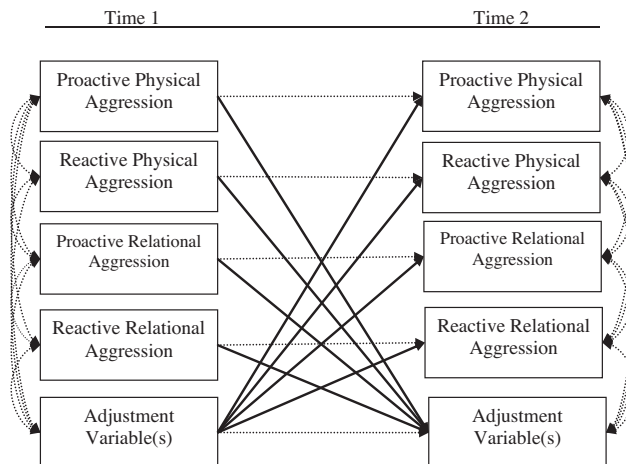 Time 1
Time 2
Proactive Physical
Aggression
Proactive Physical
Aggression
Reactive Physical
Aggression
Reactive Physical
Aggression
Proactive Relational
Aggression
Proactive Relational
Aggression
Reactive Relational
Aggression
Reactive Relational
Aggression
Adjustment
Variable(s)
Adjustment
Variable(s)